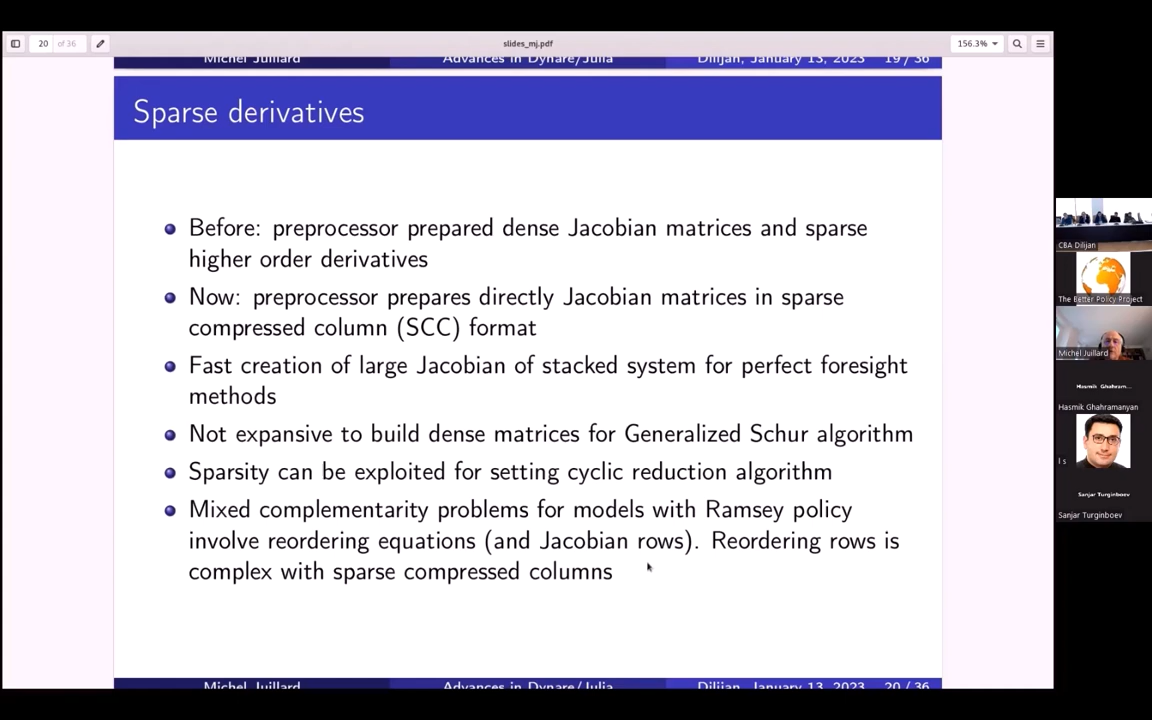 20 of 36
slides_mj.pdf
156.3%
Michel Juillard Advances in Dynare/Julia Dilijan, January 13, 2023 19 / 36
Sparse derivatives
Before: preprocessor prepared dense Jacobian matrices and sparse
higher order derivatives
Now: preprocessor prepares directly Jacobian matrices in sparse
compressed column (SCC) format
Fast creation of large Jacobian of stacked system for perfect foresight
methods
Not expansive to build dense matrices for Generalized Schur algorithm
Sparsity can be exploited for setting cyclic reduction algorithm
Mixed complementarity problems for models with Ramsey policy
involve reordering equations (and Jacobian rows). Reordering rows is
complex with sparse compressed columns
Michel Juillard Advances in Dynare/Julia Dilijan, January 13, 2023 20 / 36
CBA Dilijan
The Better Policy Project
Michel Juillard
Hasmik Ghahram...
Hasmik Ghahramanyan
I s
Sanjar Turginboev
Sanjar Turginboev